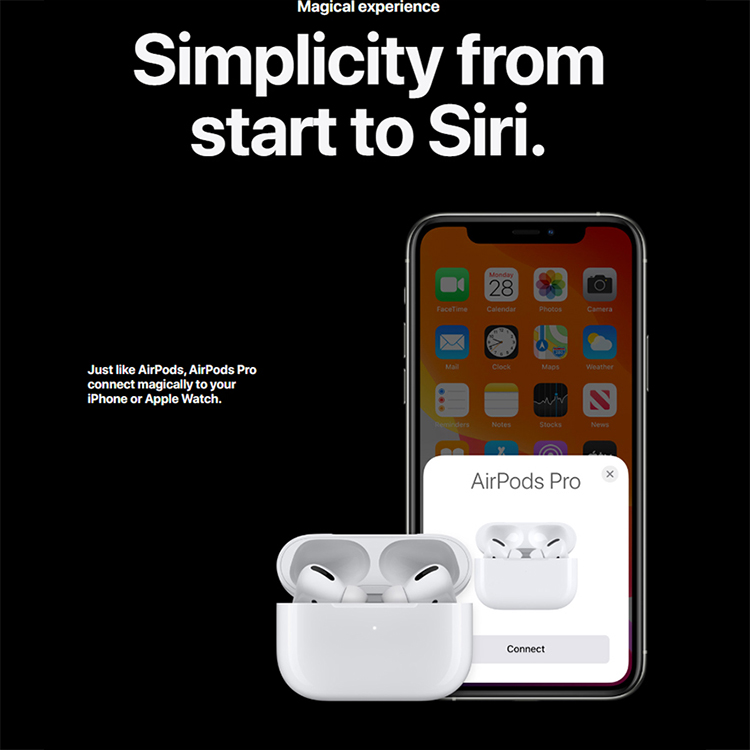 Magical experience
Simplicity from
start to Siri.
Just like AirPods, AirPods Pro
connect magically to your
iPhone or Apple Watch.
Monday
28
FaceTime Calendar Photos Camera
Mail Clock Maps Weather
Reminders Notes Stocks News
AirPods Pro
Connect